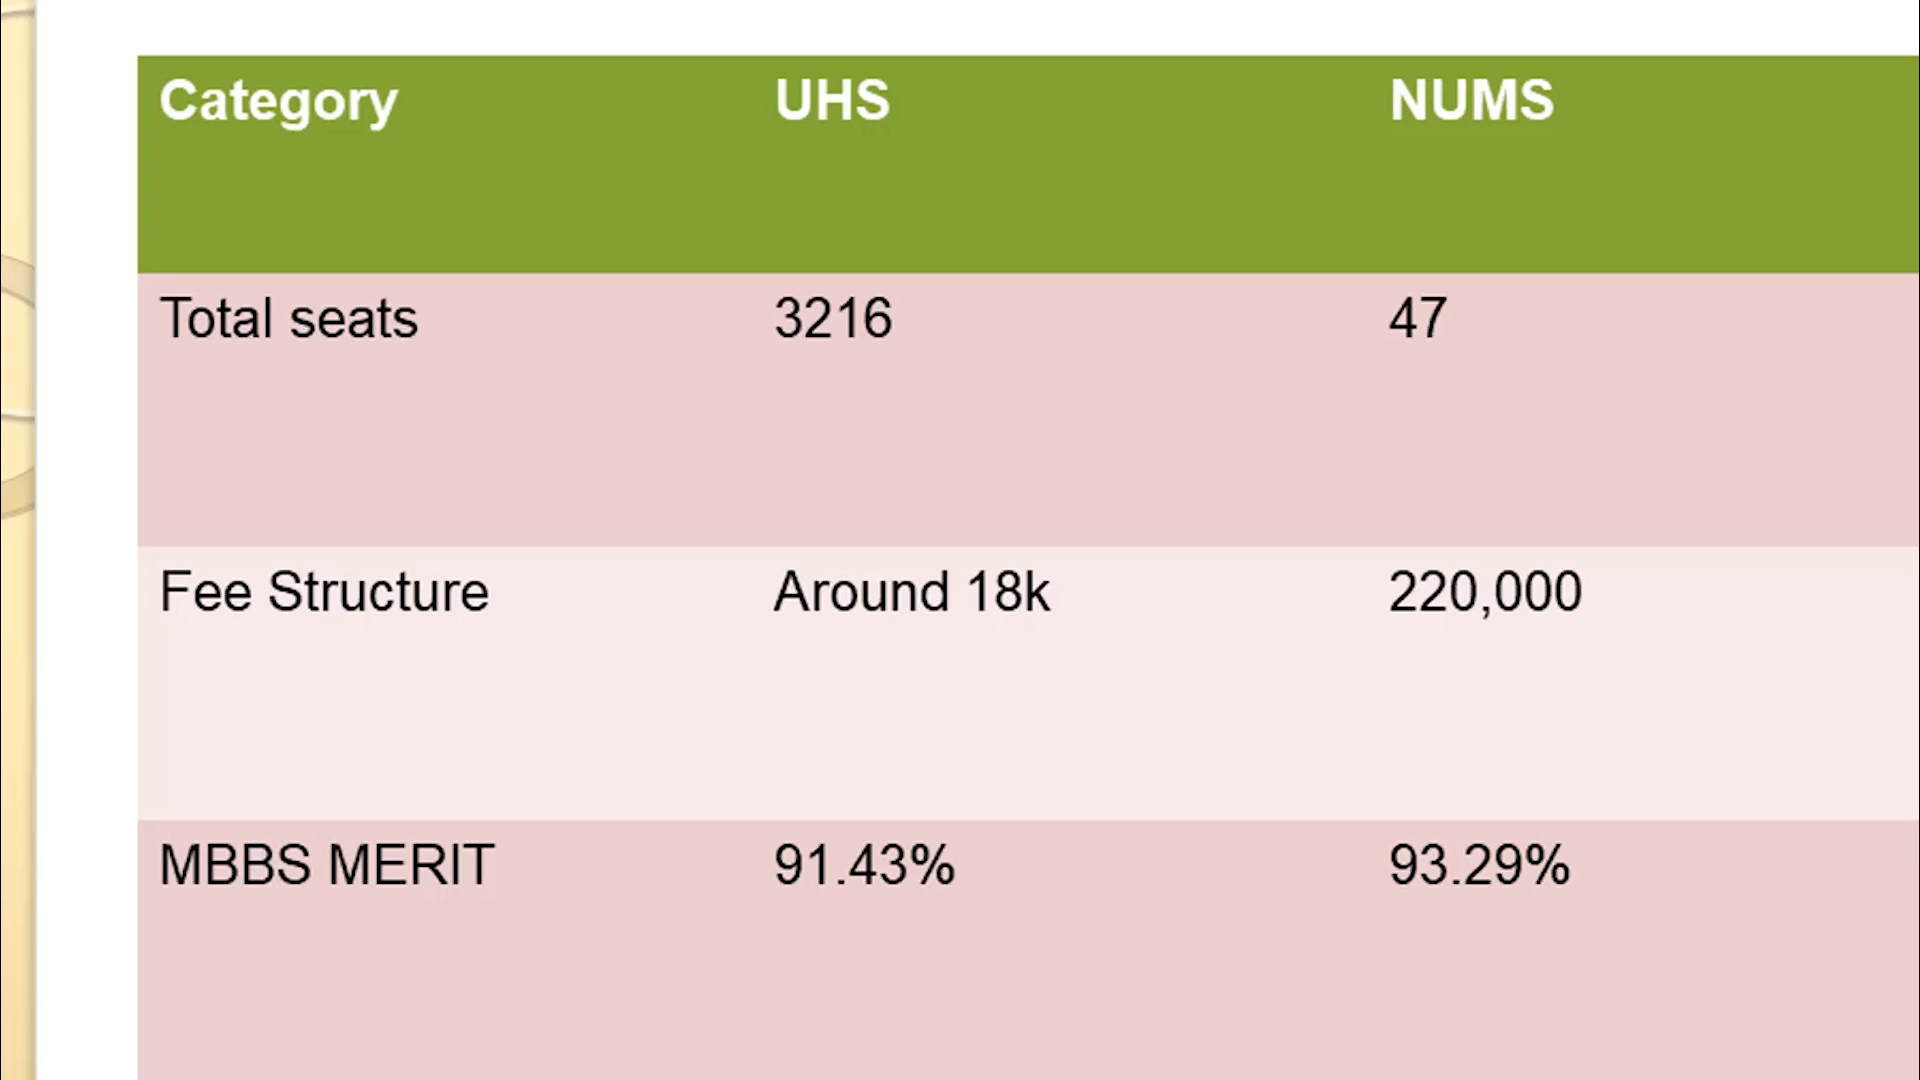 Category UHS NUMS
Total seats 3216 47
Fee Structure Around 18k 220,000
MBBS MERIT 91.43% 93.29%